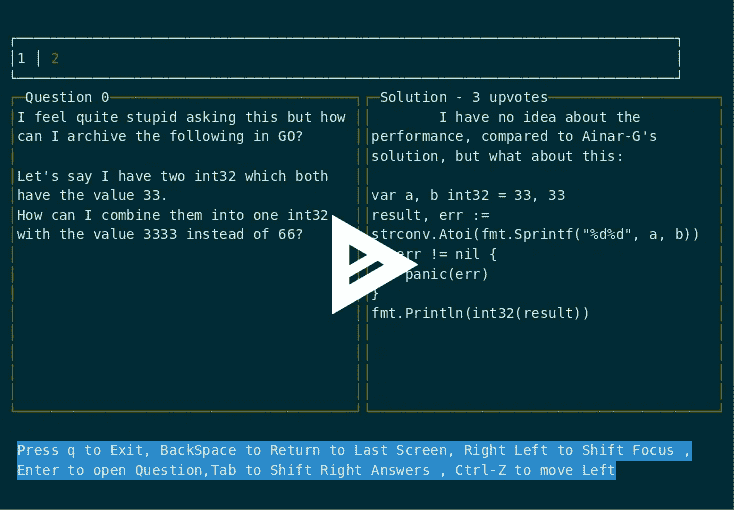 1 | 2
Question 0
I feel quite stupid asking this but how
can I archive the following in GO?
Let's say I have two int32 which both
have the value 33.
How can I combine them into one int32
with the value 3333 instead of 66?
Solution - 3 upvotes
I have no idea about the
performance, compared to Ainar-G's
solution, but what about this:
var a, b int32 = 33, 33
result, err :=
strconv.Atoi(fmt.Sprintf("%d%d", a, b))
err != nil {
panic(err)
}
fmt.Println(int32(result))
Press q to Exit, BackSpace to Return to Last Screen, Right Left to Shift Focus ,
Enter to open Question,Tab to Shift Right Answers , Ctrl-Z to move Left